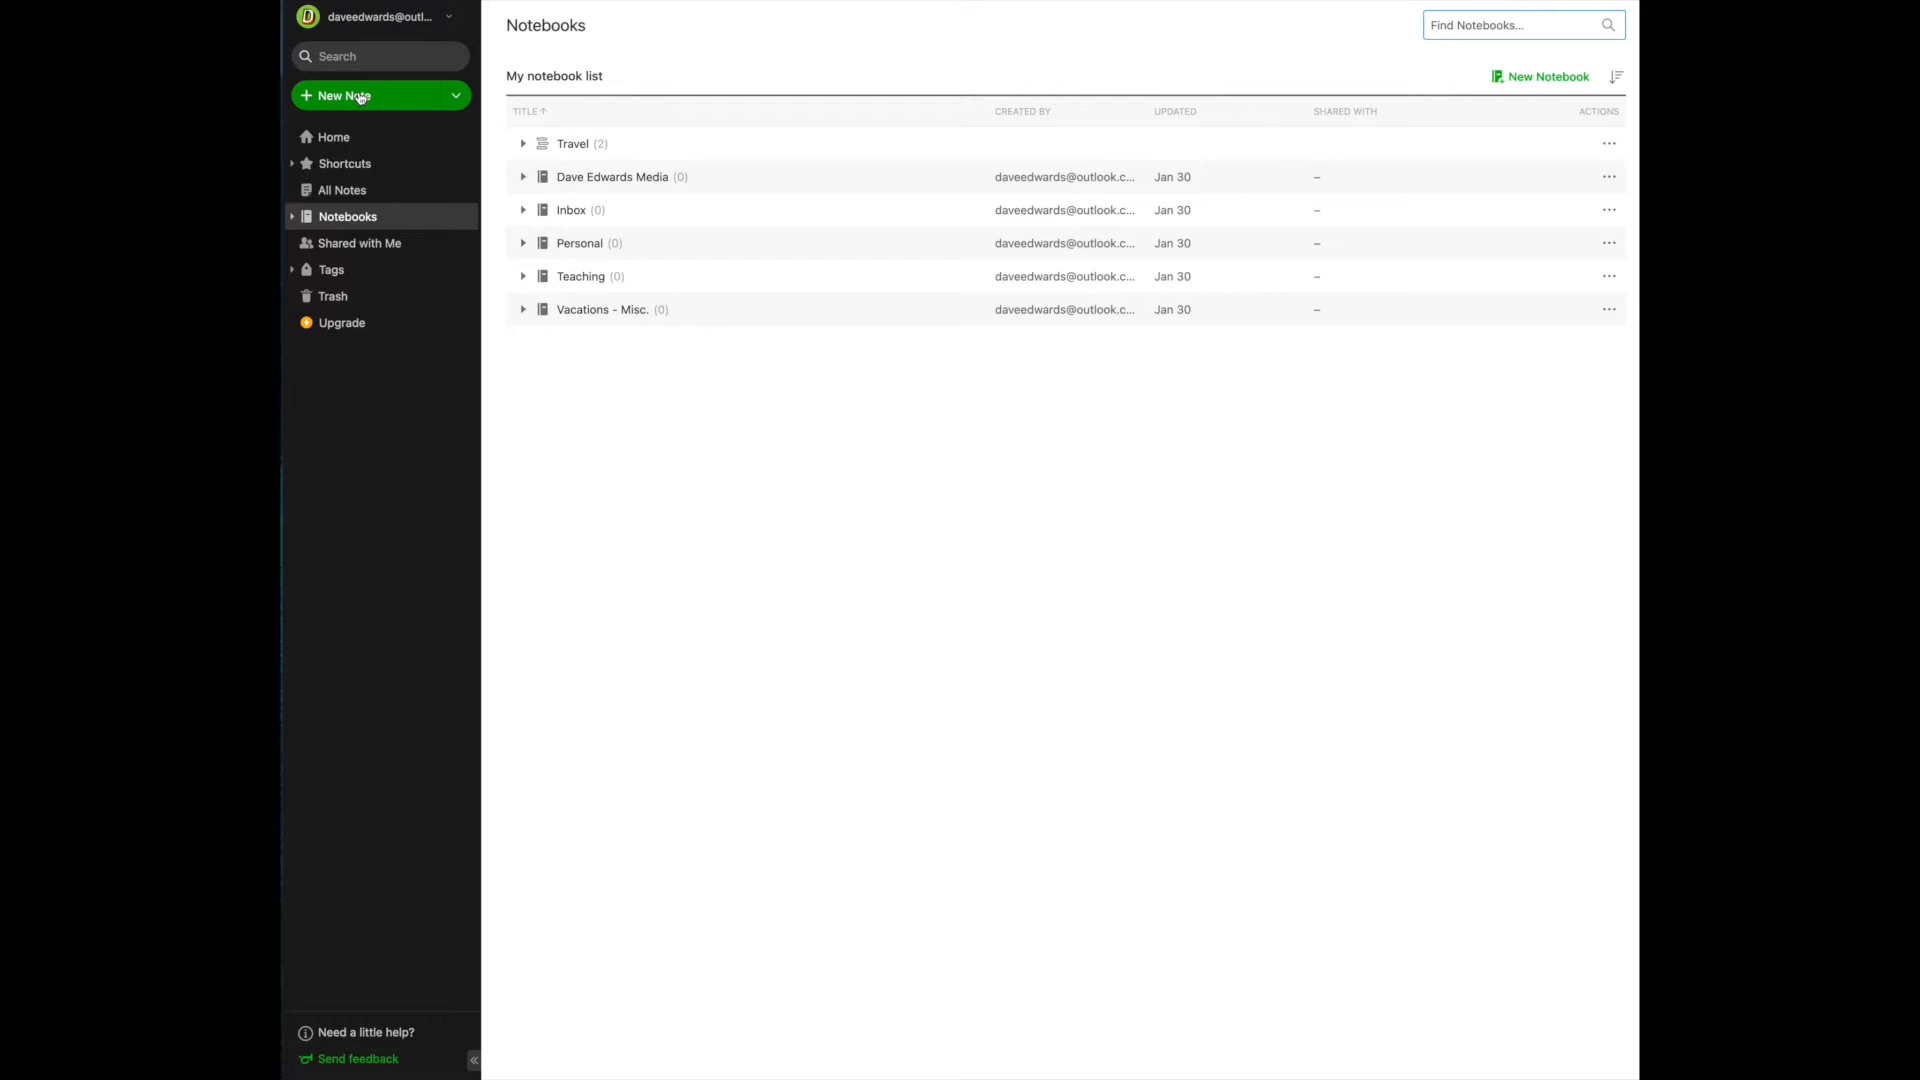 D daveedwards@outl...
Search
New Note
Home
Shortcuts
All Notes
Notebooks
Shared with Me
Tags
Trash
Upgrade
Need a little help?
Send feedback
Notebooks
Find Notebooks...
My notebook list
New Notebook
TITLE CREATED BY UPDATED SHARED WITH ACTIONS
Travel (2)
Dave Edwards Media (0) daveedwards@outlook.c... Jan 30 –
Inbox (0) daveedwards@outlook.c... Jan 30 –
Personal (0) daveedwards@outlook.c... Jan 30 –
Teaching (0) daveedwards@outlook.c... Jan 30 –
Vacations - Misc. (0) daveedwards@outlook.c... Jan 30 –